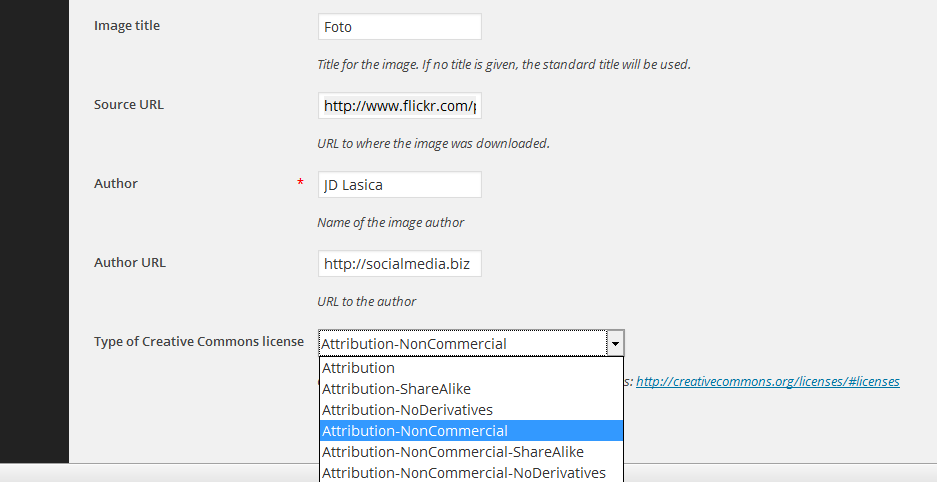 Image title
Foto
Title for the image. If no title is given, the standard title will be used.
Source URL
http://www.flickr.com/p
URL to where the image was downloaded.
Author * JD Lasica
Name of the image author
Author URL
http://socialmedia.biz
URL to the author
Type of Creative Commons license
Attribution-NonCommercial
Attribution
s: http://creativecommons.org/licenses/#licenses
Attribution-ShareAlike
Attribution-NoDerivatives
Attribution-NonCommercial
Attribution-NonCommercial-ShareAlike
Attribution-NonCommercial-NoDerivatives